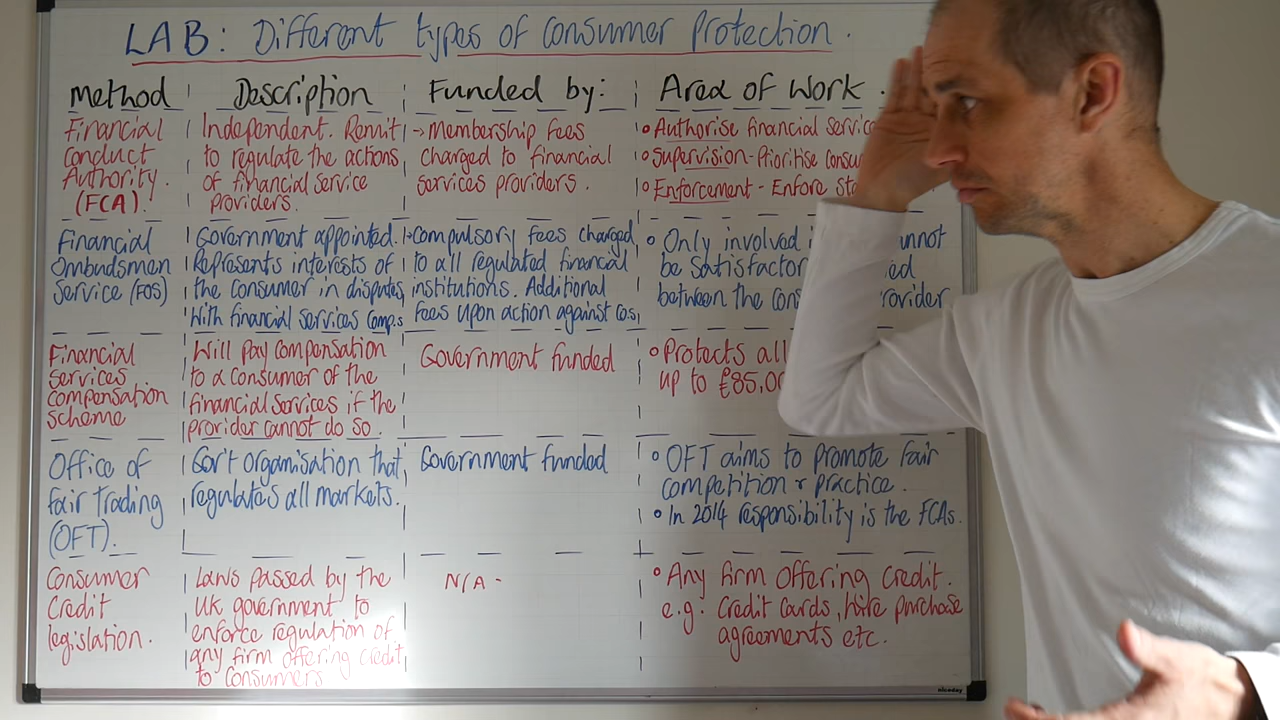 LAB: Different types of Consumer Protection.
Method
Description
Funded by:
Area of Work.
Financial
Conduct
Authority.
(FCA).
Independent. Remit
to regulate the actions
of financial service
providers.
→ Membership fees
charged to financial
services providers.
• Authorise financial servic
• Supervision - Prioritise consu
• Enforcement - Enfore st
Financial
Ombudsmen
Service (FOS)
Government appointed.
Represents interests of
the consumer in disputes
with financial services comps
compulsory fees charged
to all regulated financial
institutions. Additional
fees upon action against cos,
• Only involved i nnot
be satisfactor ed
between the con rovider
Financial
services
compensation
scheme
Will pay compensation
to a consumer of the
financial services if the
provider cannot do so.
Government funded
• Protects all
up to £85,00
Office of
fair trading
(OFT).
Gov't organisation that
regulates all markets.
Government funded
• OFT aims to promote fair
competition & practice.
• In 2014 responsibility is the FCAs.
Consumer
Credit
legislation.
Laws passed by the
UK government to
enforce regulation of
any firm offering credit
to consumers
N/A -
• Any firm offering credit.
e.g. Credit cards, hire purchase
agreements etc.
nicoday